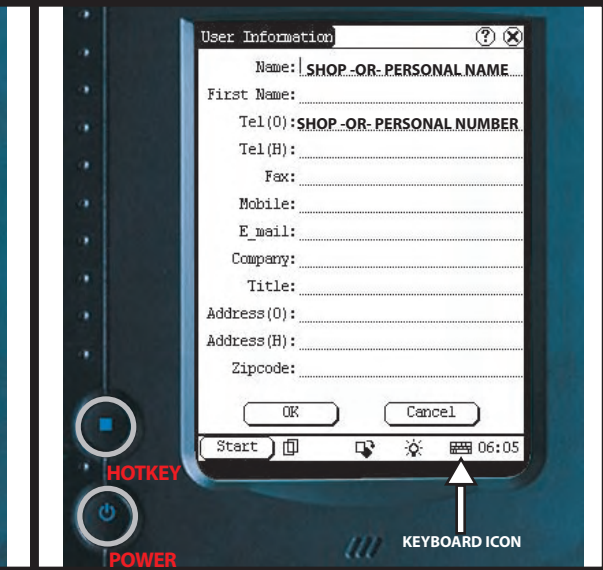 User Information ? X
Name: SHOP -OR- PERSONAL NAME
First Name:
Tel(O): SHOP -OR- PERSONAL NUMBER
Tel(H):
Fax:
Mobile:
E_mail:
Company:
Title:
Address(O):
Address(H):
Zipcode:
OK Cancel
Start 06:05
HOTKEY
KEYBOARD ICON
POWER